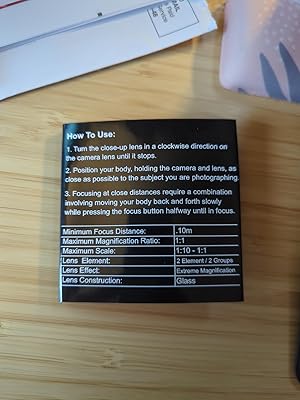 RAIL
Paid
Service
-4B
How To Use:
1. Turn the close-up lens in a clockwise direction on
the camera lens until it stops.
2. Position your body, holding the camera and lens, as
close as possible to the subject you are photographing.
3. Focusing at close distances require a combination
involving moving your body back and forth slowly
while pressing the focus button halfway until in focus.
Minimum Focus Distance: .10m
Maximum Magnification Ratio: 1:1
Maximum Scale: 1:10 - 1:1
Lens Element: 2 Element / 2 Groups
Lens Effect: Extreme Magnification
Lens Construction: Glass